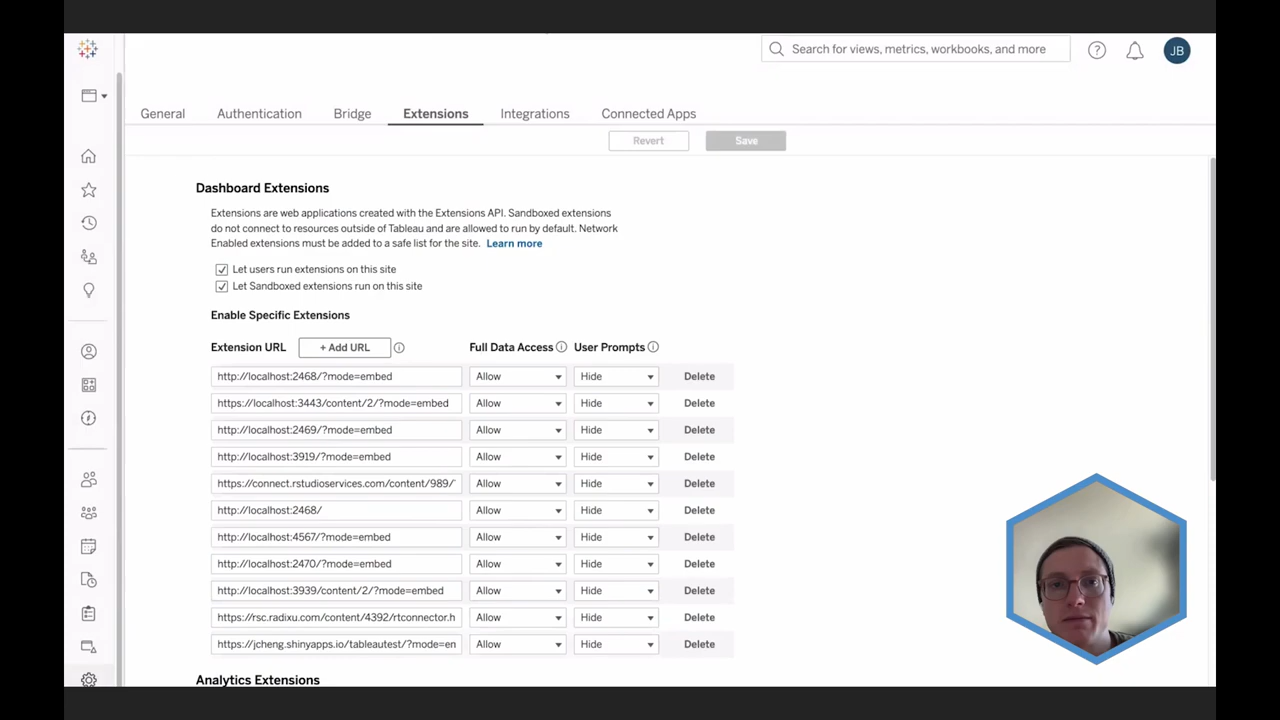 Search for views, metrics, workbooks, and more
JB
General
Authentication
Bridge
Extensions
Integrations
Connected Apps
Revert
Save
Dashboard Extensions
Extensions are web applications created with the Extensions API. Sandboxed extensions
do not connect to resources outside of Tableau and are allowed to run by default. Network
Enabled extensions must be added to a safe list for the site. Learn more
Let users run extensions on this site
Let Sandboxed extensions run on this site
Enable Specific Extensions
Extension URL + Add URL Full Data Access User Prompts
http://localhost:2468/?mode=embed Allow Hide Delete
https://localhost:3443/content/2/?mode=embed Allow Hide Delete
http://localhost:2469/?mode=embed Allow Hide Delete
http://localhost:3919/?mode=embed Allow Hide Delete
https://connect.rstudioservices.com/content/989/ Allow Hide Delete
http://localhost:2468/ Allow Hide Delete
http://localhost:4567/?mode=embed Allow Hide Delete
http://localhost:2470/?mode=embed Allow Hide Delete
http://localhost:3939/content/2/?mode=embed Allow Hide Delete
https://rsc.radixu.com/content/4392/rtconnector.h Allow Hide Delete
https://jcheng.shinyapps.io/tableautest/?mode=en Allow Hide Delete
Analytics Extensions